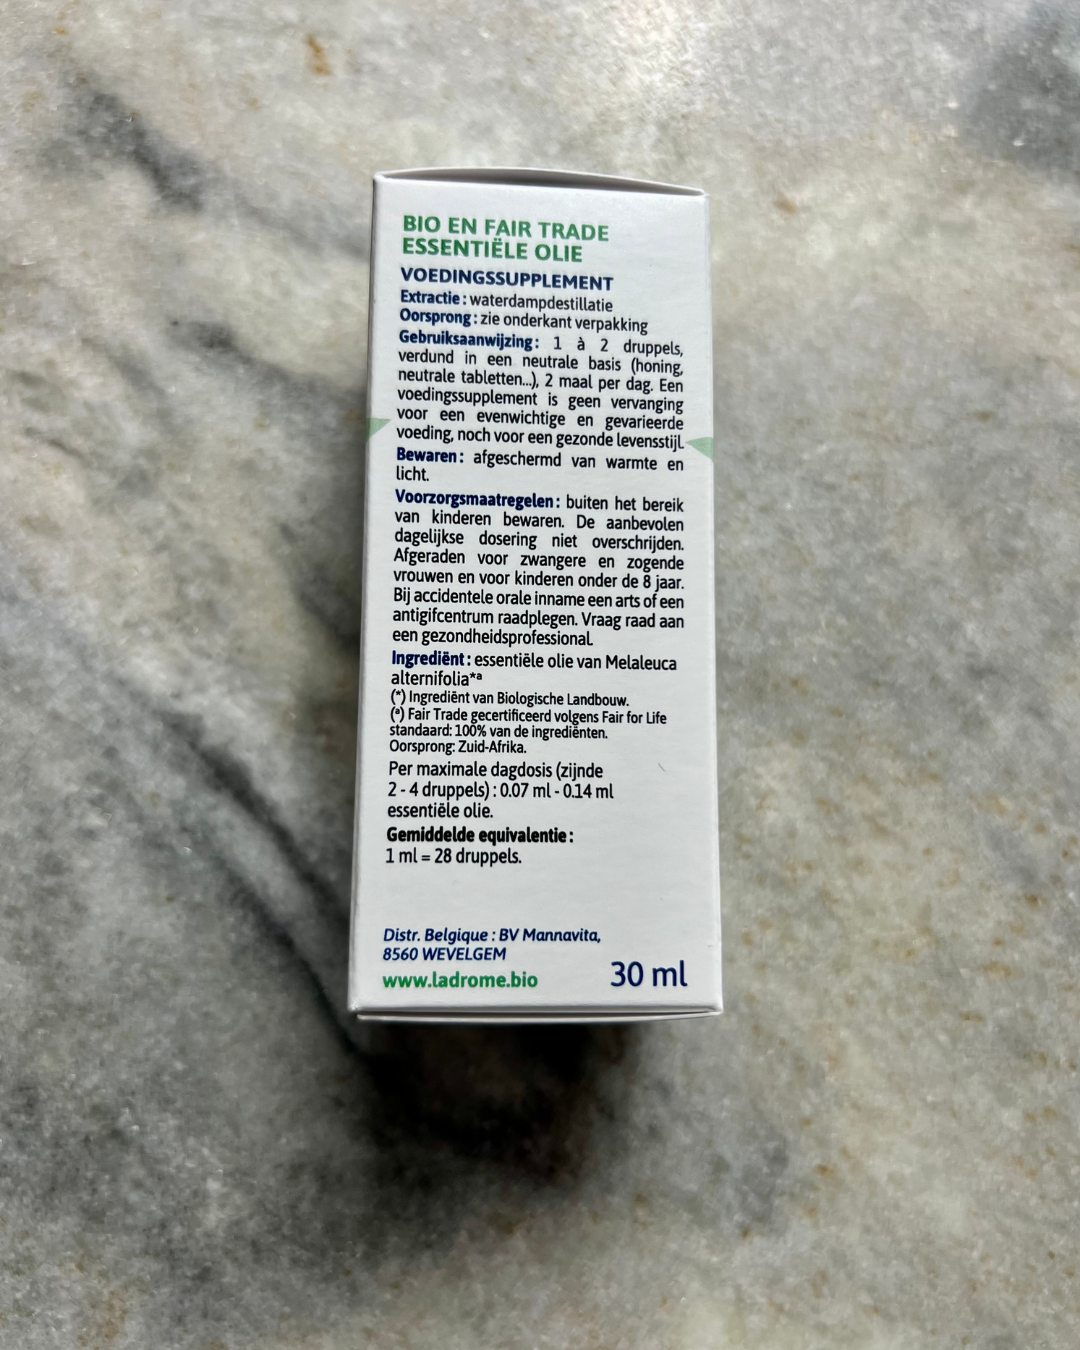 BIO EN FAIR TRADE
ESSENTIËLE OLIE
VOEDINGSSUPPLEMENT
Extractie : waterdampdestillatie
Oorsprong : zie onderkant verpakking
Gebruiksaanwijzing : 1 à 2 druppels,
verdund in een neutrale basis (honing,
neutrale tabletten...), 2 maal per dag. Een
voedingssupplement is geen vervanging
voor een evenwichtige en gevarieerde
voeding, noch voor een gezonde levensstijl.
Bewaren : afgeschermd van warmte en
licht.
Voorzorgsmaatregelen : buiten het bereik
van kinderen bewaren. De aanbevolen
dagelijkse dosering niet overschrijden.
Afgeraden voor zwangere en zogende
vrouwen en voor kinderen onder de 8 jaar.
Bij accidentele orale inname een arts of een
antigifcentrum raadplegen. Vraag raad aan
een gezondheidsprofessional.
Ingrediënt : essentiële olie van Melaleuca
alternifolia*ª
(*) Ingrediënt van Biologische Landbouw.
(ª) Fair Trade gecertificeerd volgens Fair for Life
standaard: 100% van de ingrediënten.
Oorsprong: Zuid-Afrika.
Per maximale dagdosis (zijnde
2 - 4 druppels) : 0.07 ml - 0.14 ml
essentiële olie.
Gemiddelde equivalentie :
1 ml = 28 druppels.
Distr. Belgique : BV Mannavita,
8560 WEVELGEM
www.ladrome.bio 30 ml